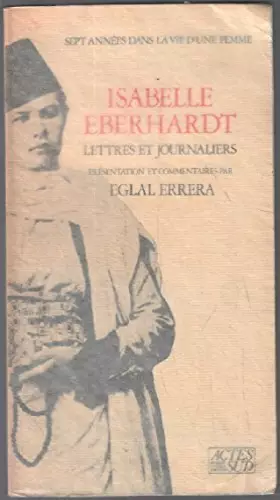 SEPT ANNÉES DANS LA VIE D'UNE FEMME
ISABELLE
EBERHARDT
LETTRES ET JOURNALIERS
PRÉSENTATION ET COMMENTAIRES PAR
EGLAL ERRERA
ACTES
SUD